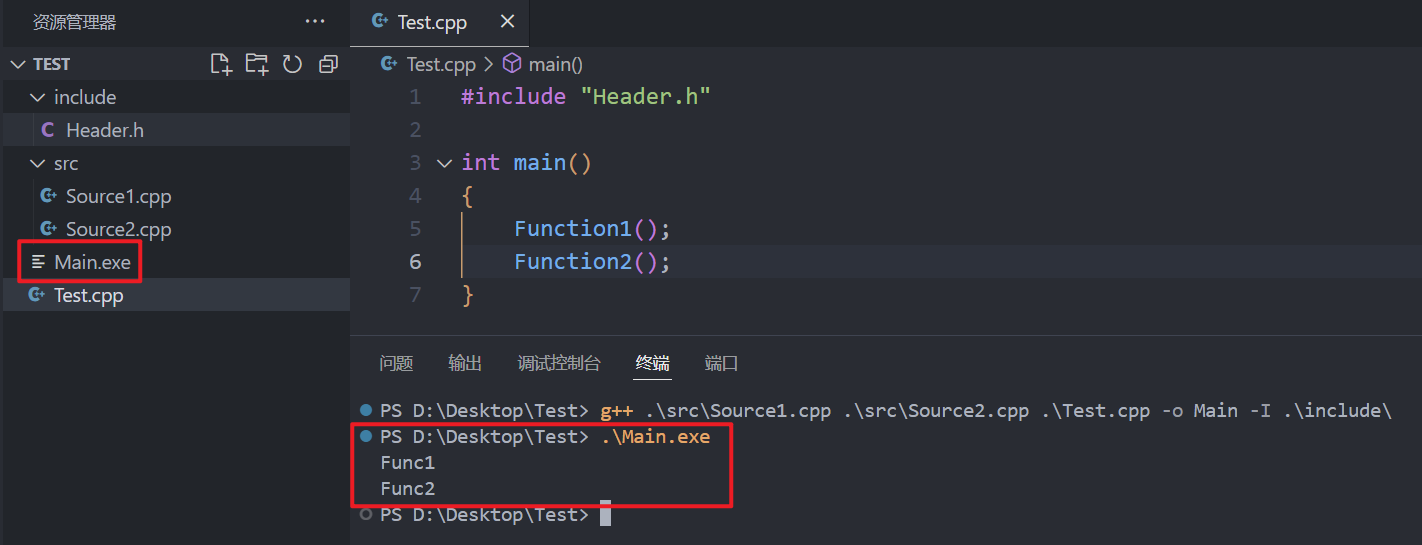 资源管理器 ···
TEST
include
C Header.h
src
Source1.cpp
Source2.cpp
Main.exe
Test.cpp
Test.cpp
Test.cpp > main()
1 #include "Header.h"
2
3 int main()
4 {
5 Function1();
6 Function2();
7 }
问题 输出 调试控制台 终端 端口
PS D:\Desktop\Test> g++ .\src\Source1.cpp .\src\Source2.cpp .\Test.cpp -o Main -I .\include\
PS D:\Desktop\Test> .\Main.exe
Func1
Func2
PS D:\Desktop\Test>